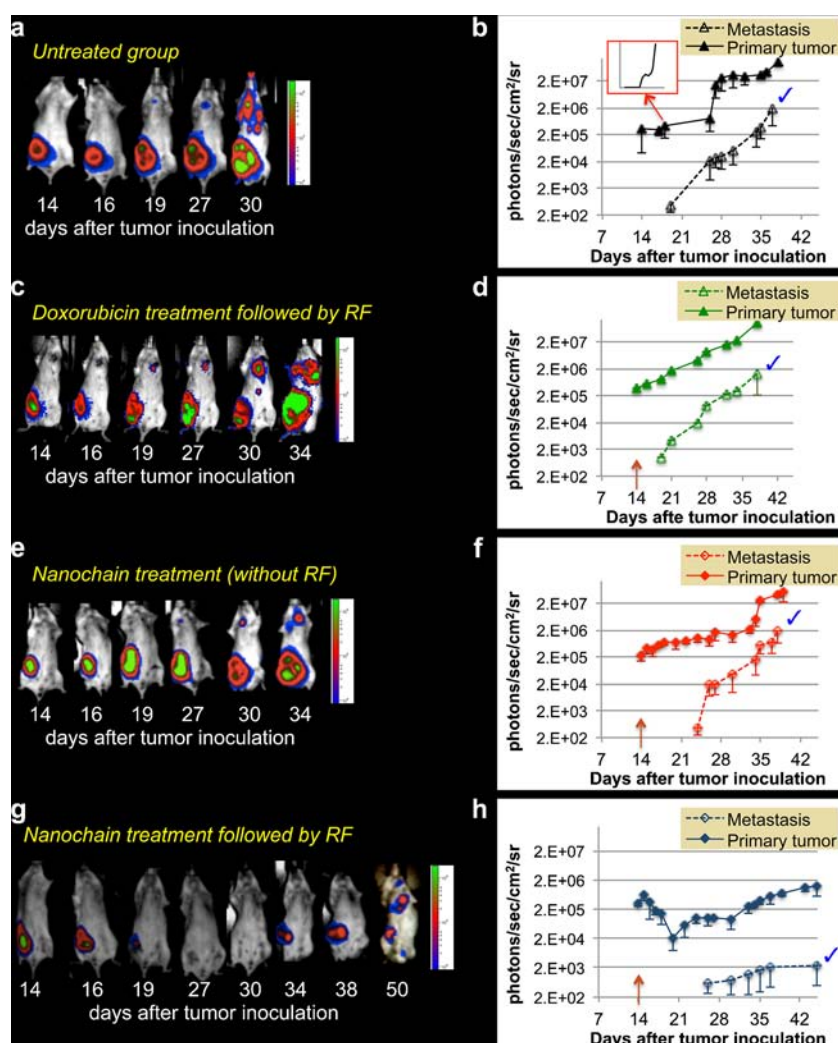 a
Untreated group
14 16 19 27 30
days after tumor inoculation
b
Metastasis
Primary tumor
photons/sec/cm²/sr
2.E+07
2.E+06
2.E+05
2.E+04
2.E+03
2.E+02
7 14 21 28 35 42
Days after tumor inoculation
c
Doxorubicin treatment followed by RF
14 16 19 27 30 34
days after tumor inoculation
d
Metastasis
Primary tumor
photons/sec/cm²/sr
2.E+07
2.E+06
2.E+05
2.E+04
2.E+03
2.E+02
7 14 21 28 35 42
Days afte tumor inoculation
e
Nanochain treatment (without RF)
14 16 19 27 30 34
days after tumor inoculation
f
Metastasis
Primary tumor
photons/sec/cm²/sr
2.E+07
2.E+06
2.E+05
2.E+04
2.E+03
2.E+02
7 14 21 28 35 42
Days after tumor inoculation
g
Nanochain treatment followed by RF
14 16 19 27 30 34 38 50
days after tumor inoculation
h
Metastasis
Primary tumor
photons/sec/cm²/sr
2.E+07
2.E+06
2.E+05
2.E+04
2.E+03
2.E+02
7 14 21 28 35 42
Days after tumor inoculation